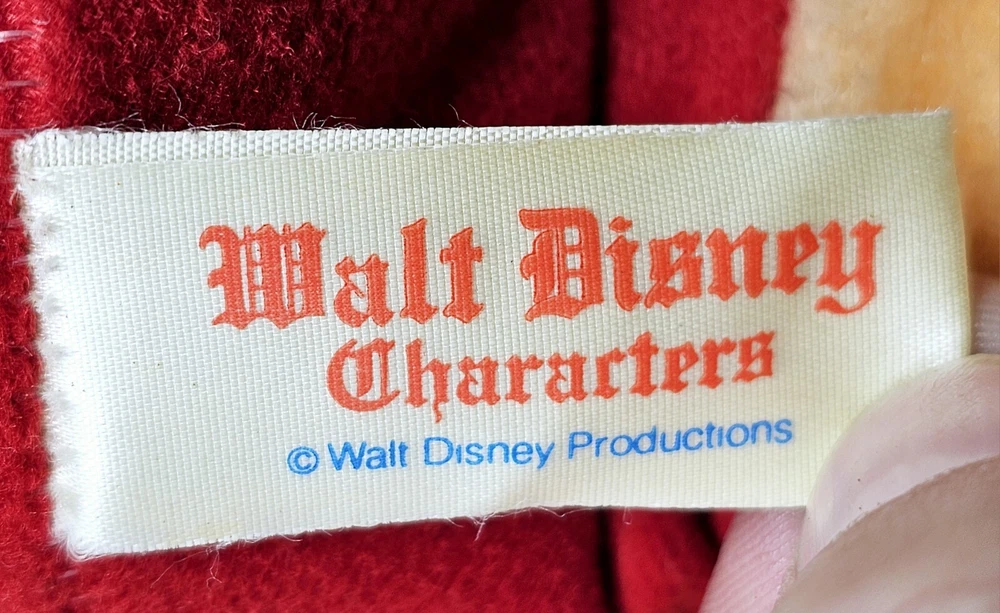 Walt Disney
Characters
© Walt Disney Productions